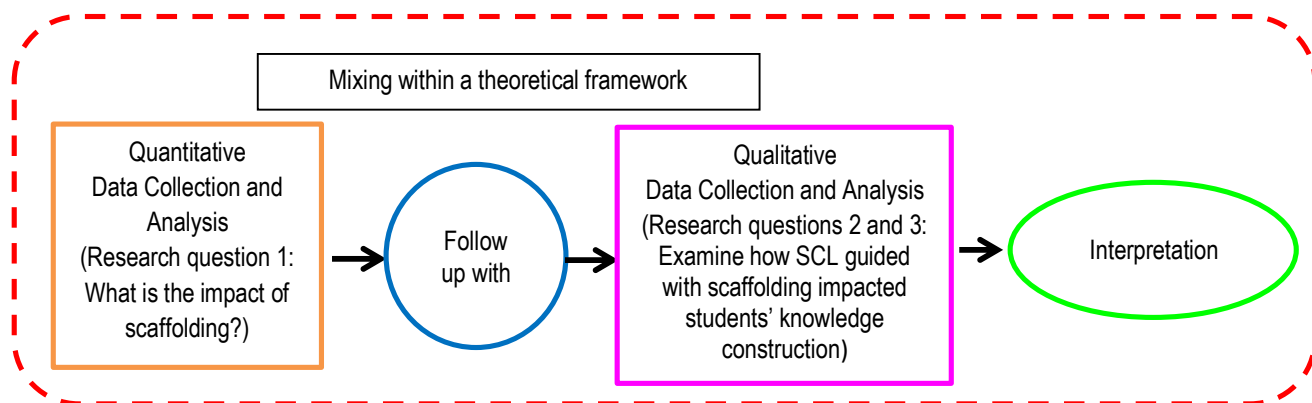 Mixing within a theoretical framework
Quantitative
Data Collection and
Analysis
(Research question 1:
What is the impact of
scaffolding?)
Follow
up with
Qualitative
Data Collection and Analysis
(Research questions 2 and 3:
Examine how SCL guided
with scaffolding impacted
students’ knowledge
construction)
Interpretation